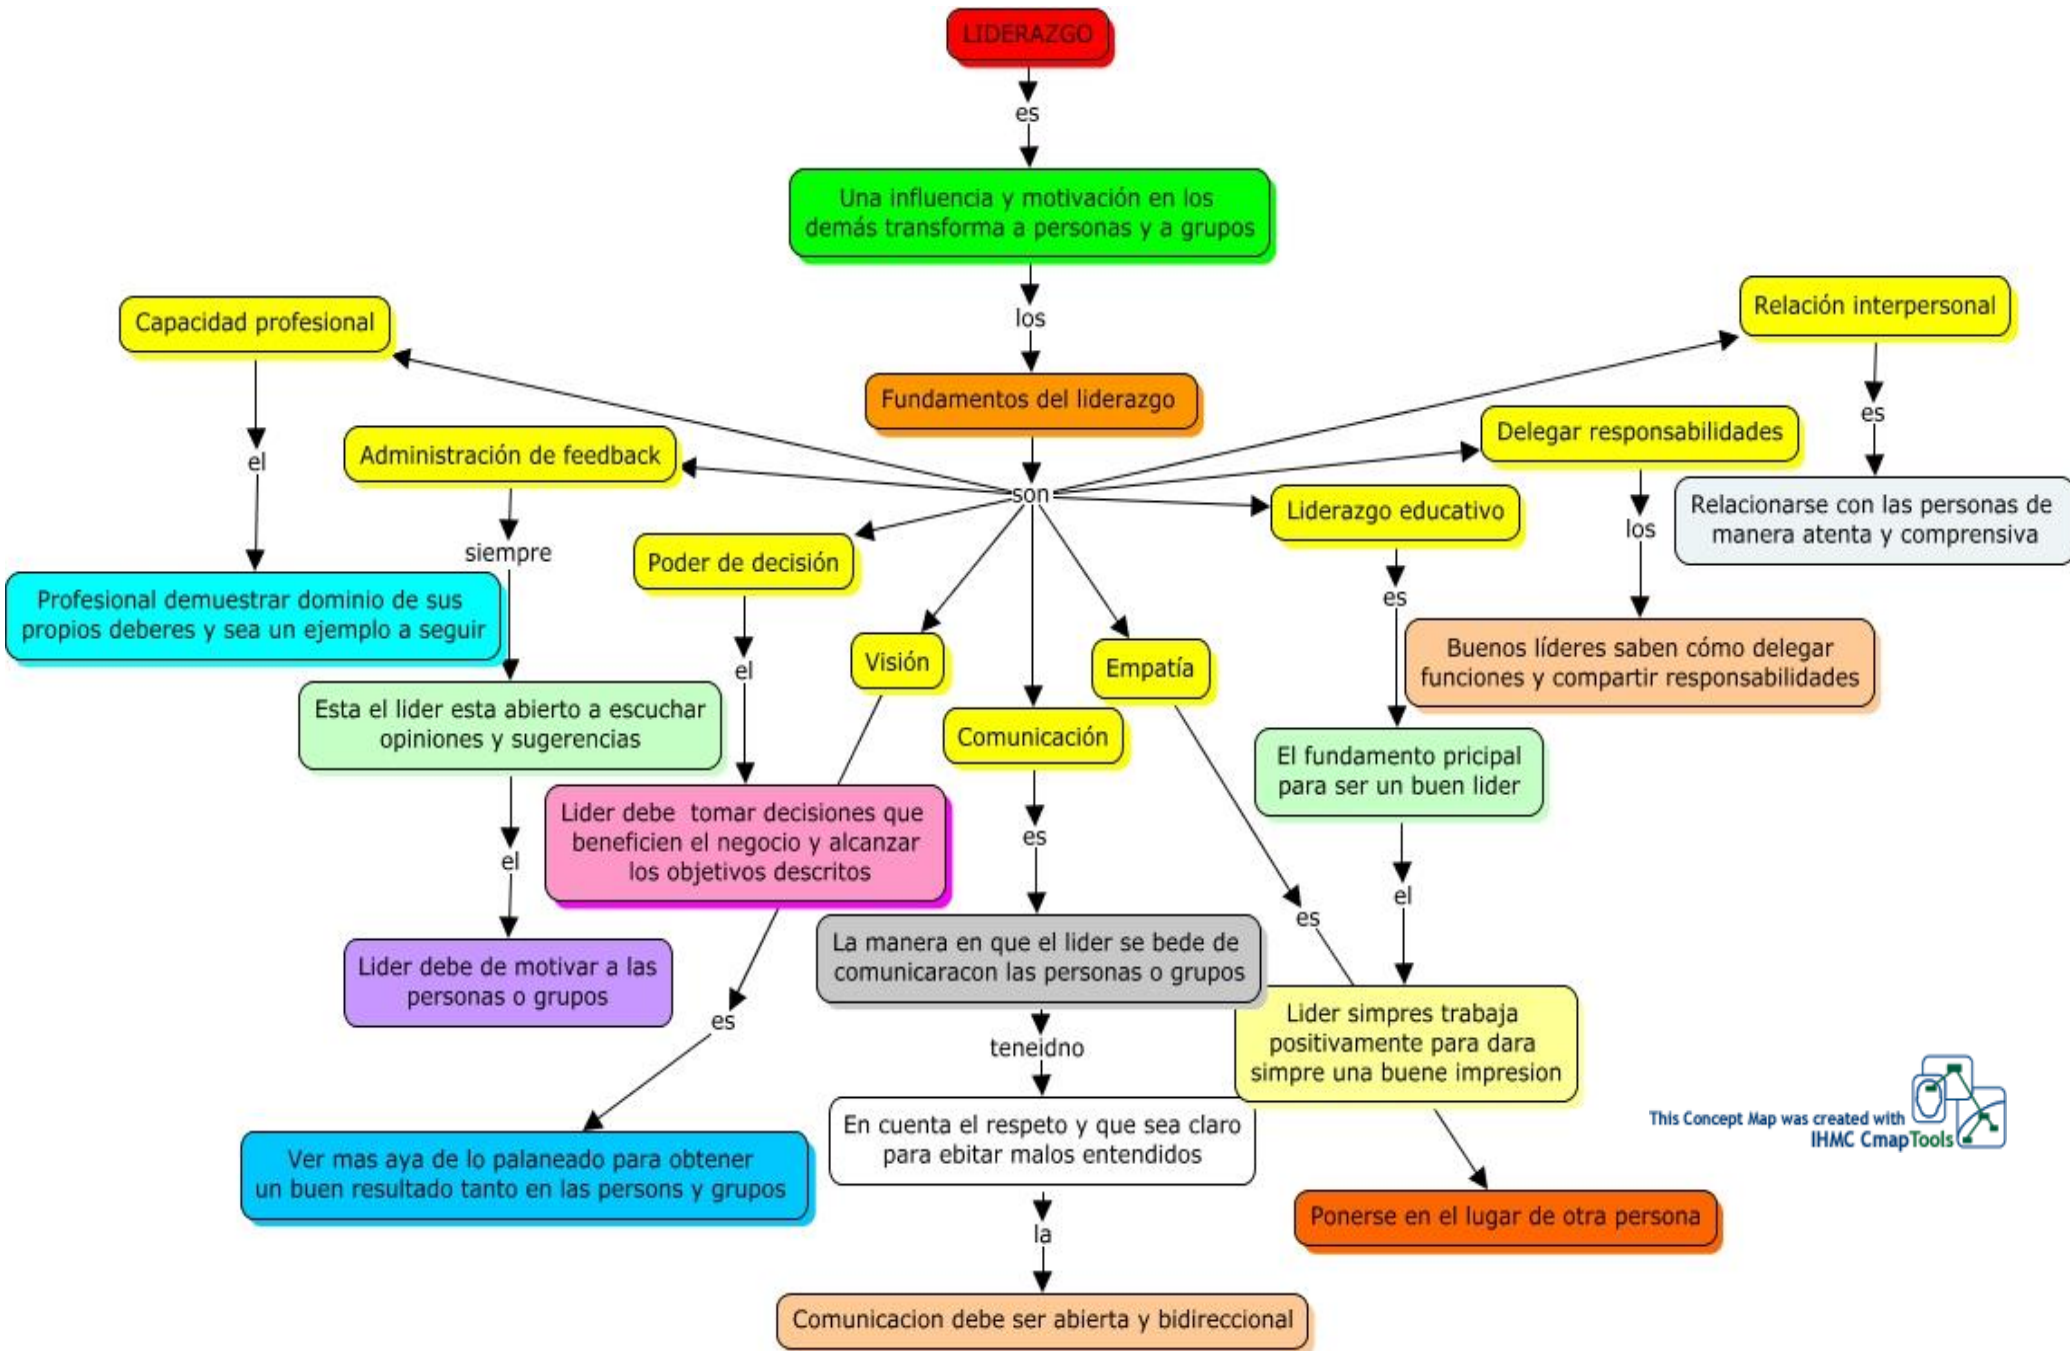 LIDERAZGO
es
Una influencia y motivación en los
demás transforma a personas y a grupos
los
Fundamentos del liderazgo
son
Capacidad profesional
el
Profesional demuestrar dominio de sus
propios deberes y sea un ejemplo a seguir
Administración de feedback
siempre
Esta el lider esta abierto a escuchar
opiniones y sugerencias
el
Lider debe de motivar a las
personas o grupos
Poder de decisión
el
Lider debe tomar decisiones que
beneficien el negocio y alcanzar
los objetivos descritos
Visión
es
Ver mas aya de lo palaneado para obtener
un buen resultado tanto en las persons y grupos
Comunicación
es
La manera en que el lider se bede de
comunicaracon las personas o grupos
teneidno
En cuenta el respeto y que sea claro
para ebitar malos entendidos
la
Comunicacion debe ser abierta y bidireccional
Empatía
es
Ponerse en el lugar de otra persona
Liderazgo educativo
es
El fundamento pricipal
para ser un buen lider
el
Lider simpres trabaja
positivamente para dara
simpre una buene impresion
Delegar responsabilidades
los
Buenos líderes saben cómo delegar
funciones y compartir responsabilidades
Relación interpersonal
es
Relacionarse con las personas de
manera atenta y comprensiva
This Concept Map was created with
IHMC CmapTools